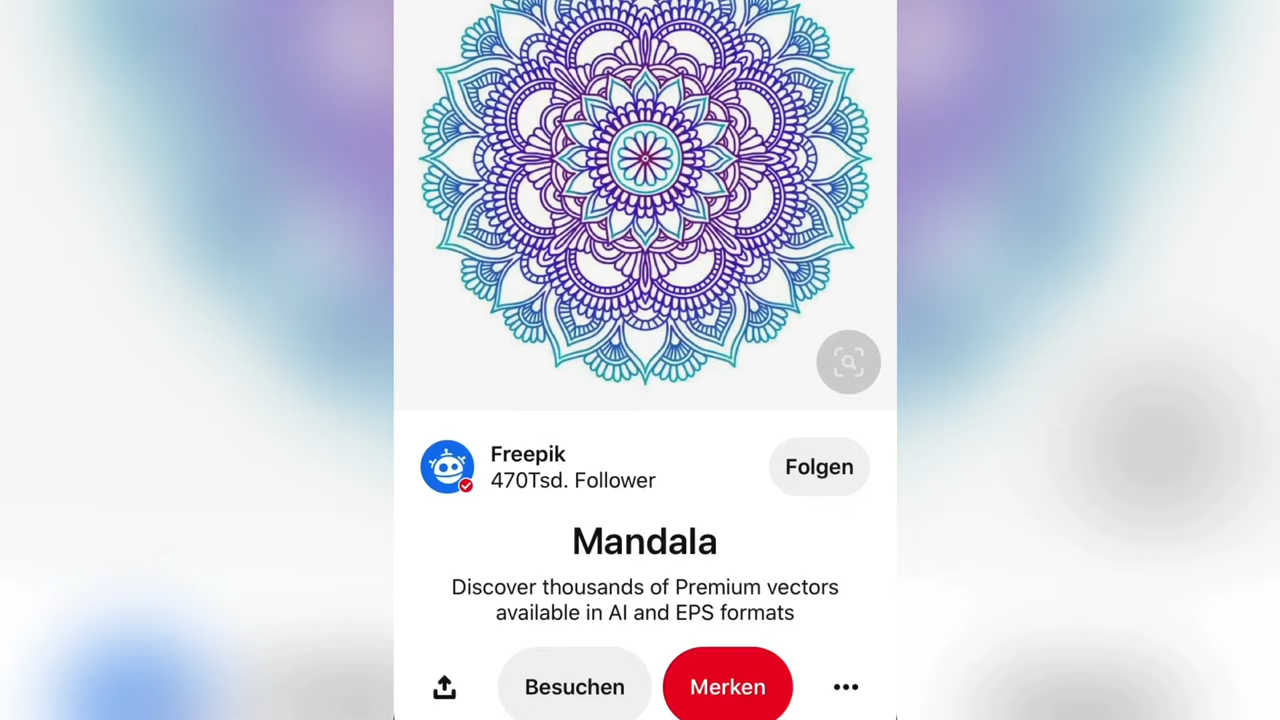 Freepik
470Tsd. Follower
Folgen
Mandala
Discover thousands of Premium vectors
available in AI and EPS formats
Besuchen
Merken